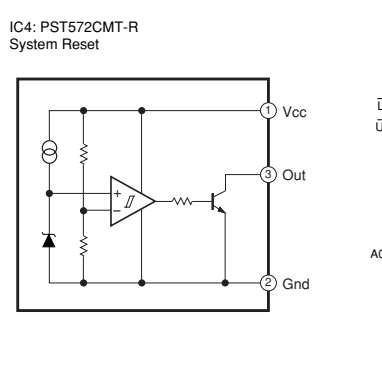 IC4: PST572CMT-R
System Reset
1 Vcc
3 Out
+
−
2 Gnd